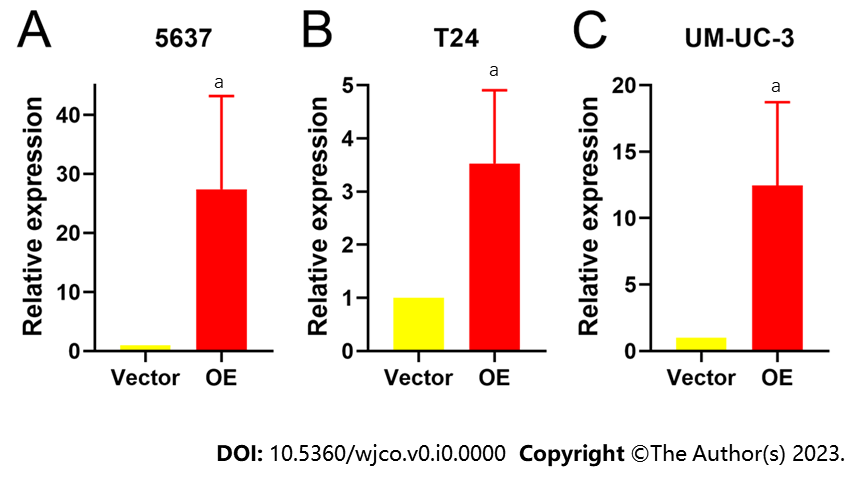 A
5637
a
Relative expression
40
30
20
10
0
Vector OE
B
T24
a
Relative expression
5
4
3
2
1
0
Vector OE
C
UM-UC-3
a
Relative expression
20
15
10
5
0
Vector OE
DOI: 10.5360/wjco.v0.i0.0000 Copyright ©The Author(s) 2023.